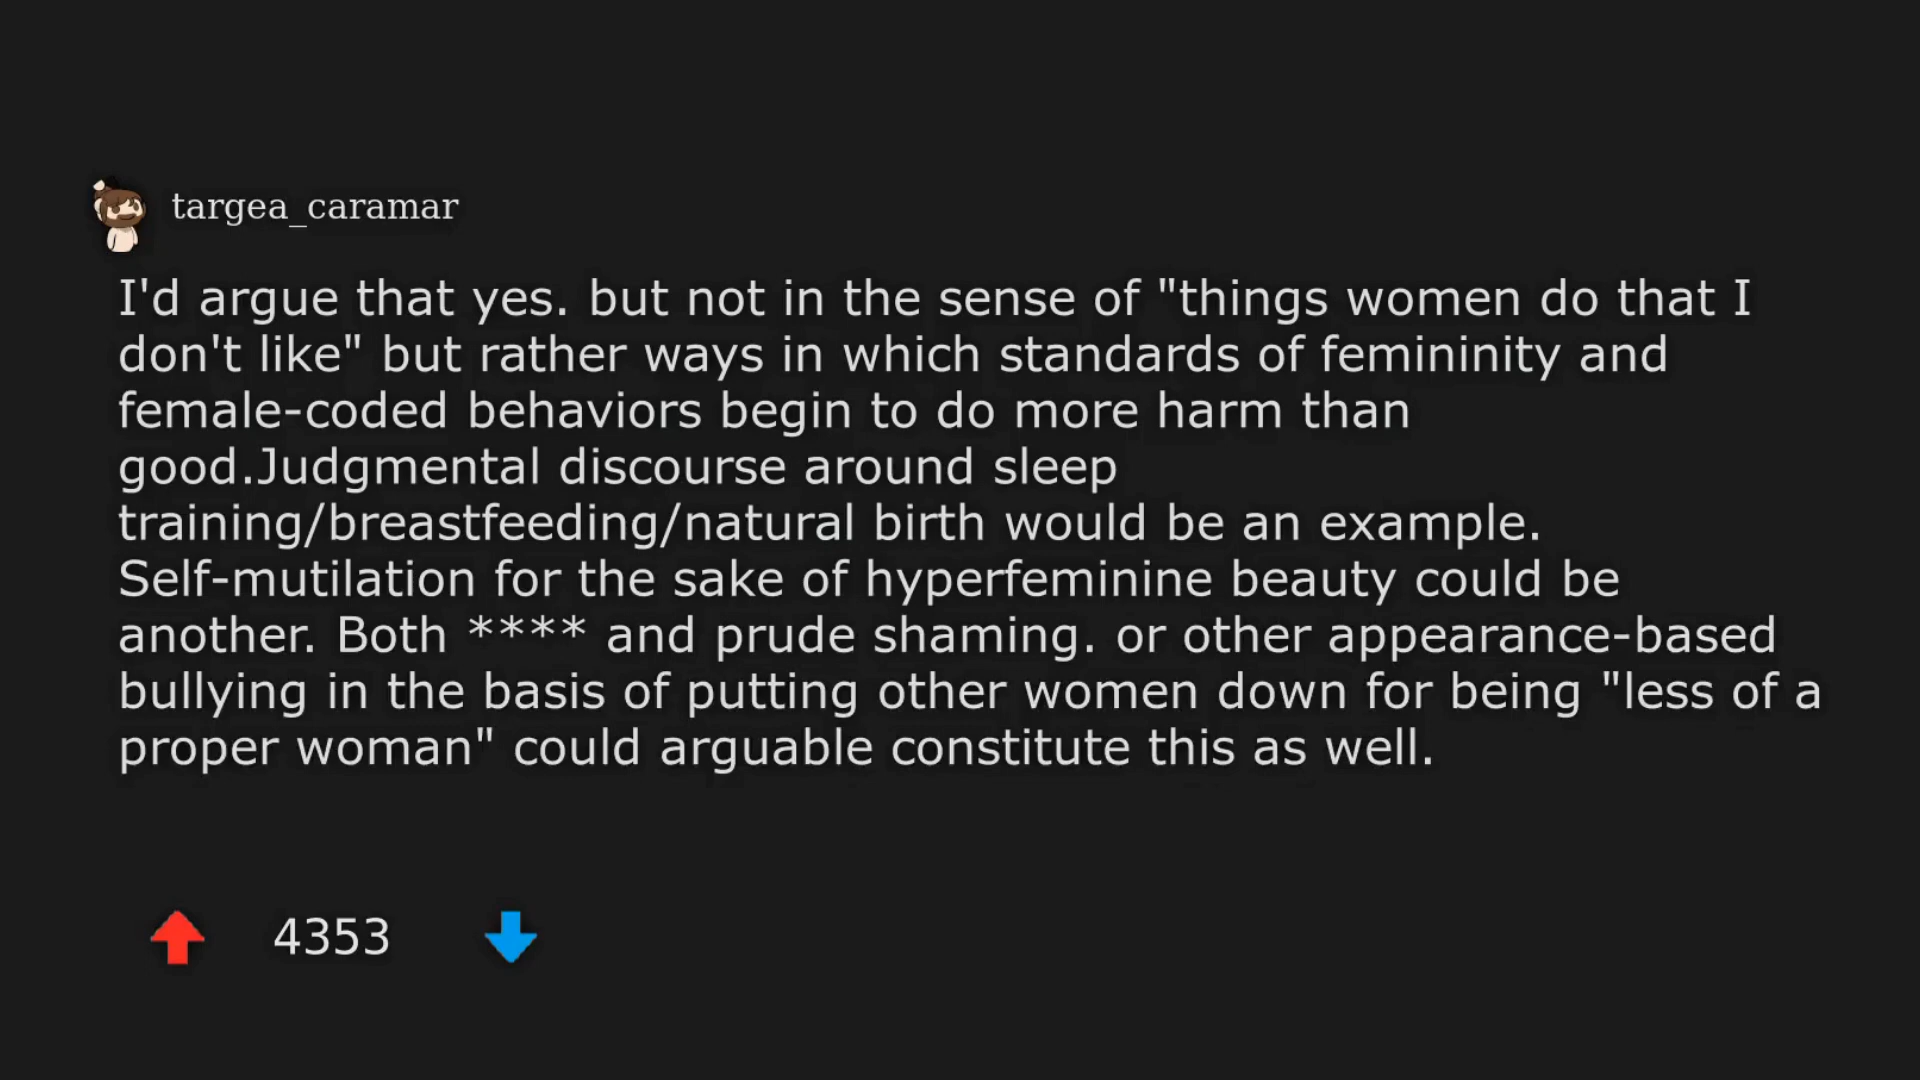 targea_caramar
I'd argue that yes. but not in the sense of "things women do that I
don't like" but rather ways in which standards of femininity and
female-coded behaviors begin to do more harm than
good.Judgmental discourse around sleep
training/breastfeeding/natural birth would be an example.
Self-mutilation for the sake of hyperfeminine beauty could be
another. Both **** and prude shaming. or other appearance-based
bullying in the basis of putting other women down for being "less of a
proper woman" could arguable constitute this as well.
4353